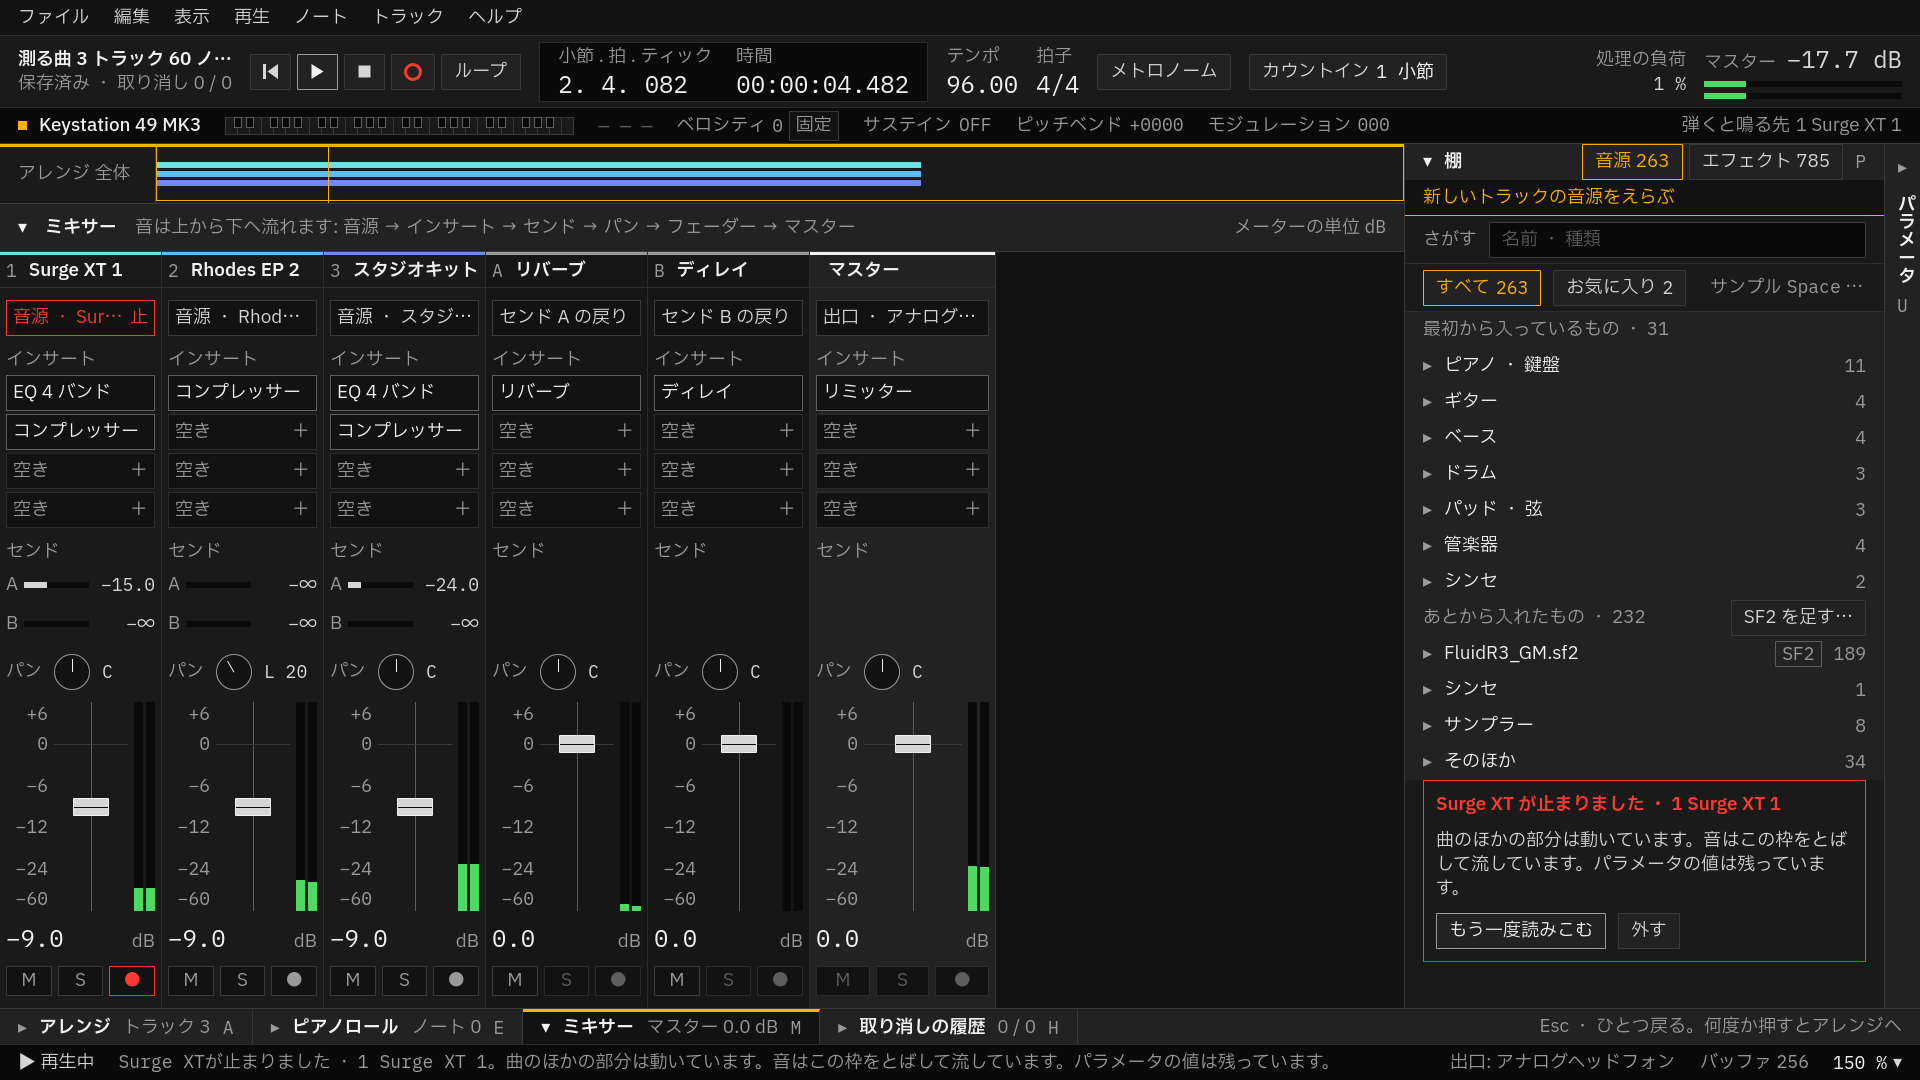 ファイル 編集 表示 再生 ノート トラック ヘルプ
測る曲 3 トラック 60 ノ… 保存済み ・ 取り消し 0 / 0
ループ
小節 . 拍 . ティック 時間
2. 4. 082 00:00:04.482
テンポ 拍子
96.00 4/4
メトロノーム カウントイン 1 小節
処理の負荷 1 %
マスター −17.7 dB
Keystation 49 MK3 — — — ベロシティ 0 固定 サステイン OFF ピッチベンド +0000 モジュレーション 000 弾くと鳴る先 1 Surge XT 1
アレンジ 全体
▼ ミキサー 音は上から下へ流れます: 音源 → インサート → センド → パン → フェーダー → マスター メーターの単位 dB
1 Surge XT 1 2 Rhodes EP 2 3 スタジオキット A リバーブ B ディレイ マスター
音源 ・ Sur… 止 音源 ・ Rhod… 音源 ・ スタジ… センド A の戻り センド B の戻り 出口 ・ アナログ…
インサート インサート インサート インサート インサート インサート
EQ 4 バンド コンプレッサー EQ 4 バンド リバーブ ディレイ リミッター
コンプレッサー 空き + コンプレッサー 空き + 空き + 空き +
空き + 空き + 空き + 空き + 空き + 空き +
空き + 空き + 空き + 空き + 空き + 空き +
センド センド センド センド センド センド
A −15.0 A −∞ A −24.0
B −∞ B −∞ B −∞
パン C パン L 20 パン C パン C パン C パン C
+6 +6 +6 +6 +6 +6
0 0 0 0 0 0
−6 −6 −6 −6 −6 −6
−12 −12 −12 −12 −12 −12
−24 −24 −24 −24 −24 −24
−60 −60 −60 −60 −60 −60
−9.0 dB −9.0 dB −9.0 dB 0.0 dB 0.0 dB 0.0 dB
M S M S M S M S M S M S
▼ 棚 音源 263 エフェクト 785 P
新しいトラックの音源をえらぶ
さがす 名前 ・ 種類
すべて 263 お気に入り 2 サンプル Space …
最初から入っているもの ・ 31
▶ ピアノ ・ 鍵盤 11
▶ ギター 4
▶ ベース 4
▶ ドラム 3
▶ パッド ・ 弦 3
▶ 管楽器 4
▶ シンセ 2
あとから入れたもの ・ 232 SF2 を足す…
▶ FluidR3_GM.sf2 SF2 189
▶ シンセ 1
▶ サンプラー 8
▶ そのほか 34
Surge XT が止まりました ・ 1 Surge XT 1
曲のほかの部分は動いています。音はこの枠をとば
して流しています。パラメータの値は残っていま
す。
もう一度読みこむ 外す
▶ パラメータ U
▶ アレンジ トラック 3 A ▶ ピアノロール ノート 0 E ▼ ミキサー マスター 0.0 dB M ▶ 取り消しの履歴 0 / 0 H Esc ・ ひとつ戻る。何度か押すとアレンジへ
▶ 再生中 Surge XTが止まりました ・ 1 Surge XT 1。曲のほかの部分は動いています。音はこの枠をとばして流しています。パラメータの値は残っています。 出口: アナログヘッドフォン バッファ 256 150 % ▼